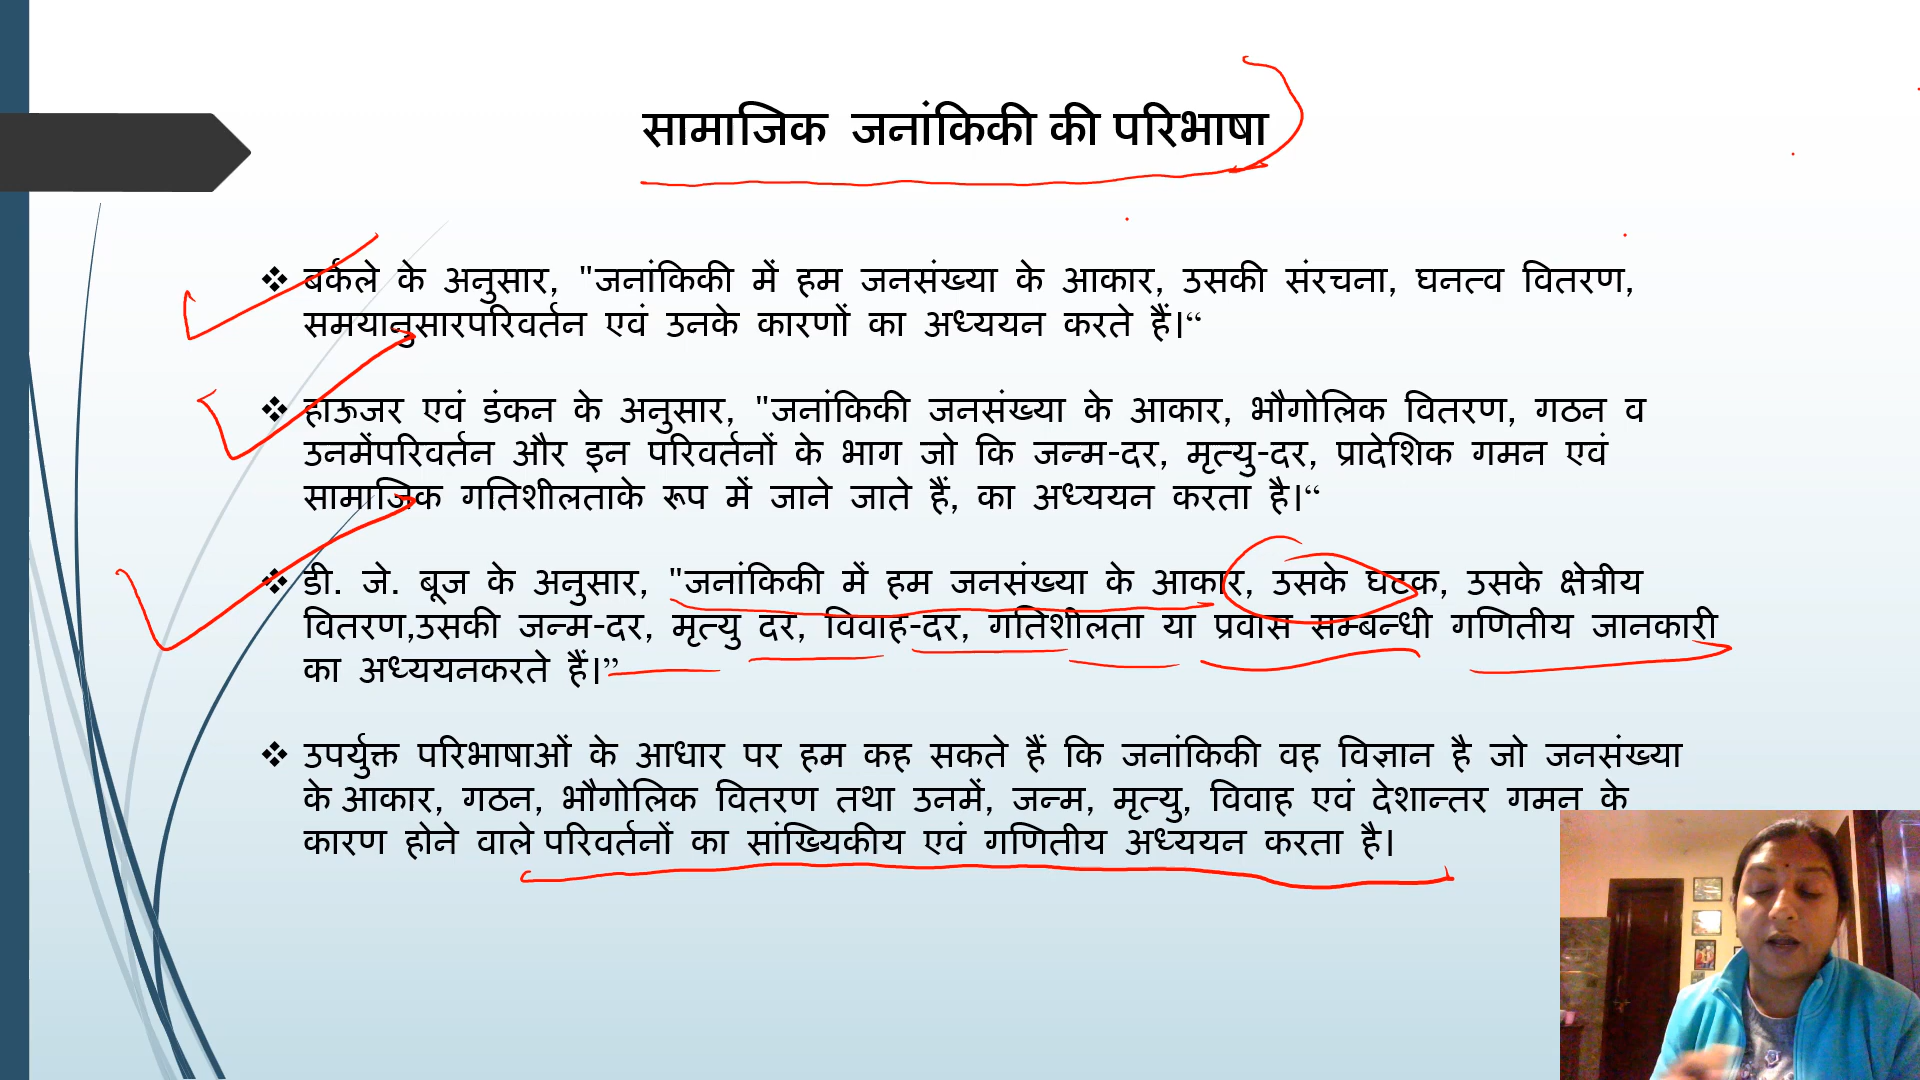 सामाजिक जनांकिकी की परिभाषा
❖ बर्कले के अनुसार, "जनांकिकी में हम जनसंख्या के आकार, उसकी संरचना, घनत्व वितरण,
समयानुसारपरिवर्तन एवं उनके कारणों का अध्ययन करते हैं।“
❖ हाऊजर एवं डंकन के अनुसार, "जनांकिकी जनसंख्या के आकार, भौगोलिक वितरण, गठन व
उनमेंपरिवर्तन और इन परिवर्तनों के भाग जो कि जन्म-दर, मृत्यु-दर, प्रादेशिक गमन एवं
सामाजिक गतिशीलताके रूप में जाने जाते हैं, का अध्ययन करता है।“
❖ डी. जे. बूज के अनुसार, "जनांकिकी में हम जनसंख्या के आकार, उसके घटक, उसके क्षेत्रीय
वितरण,उसकी जन्म-दर, मृत्यु दर, विवाह-दर, गतिशीलता या प्रवास सम्बन्धी गणितीय जानकारी
का अध्ययनकरते हैं।”
❖ उपर्युक्त परिभाषाओं के आधार पर हम कह सकते हैं कि जनांकिकी वह विज्ञान है जो जनसंख्या
के आकार, गठन, भौगोलिक वितरण तथा उनमें, जन्म, मृत्यु, विवाह एवं देशान्तर गमन के
कारण होने वाले परिवर्तनों का सांख्यिकीय एवं गणितीय अध्ययन करता है।